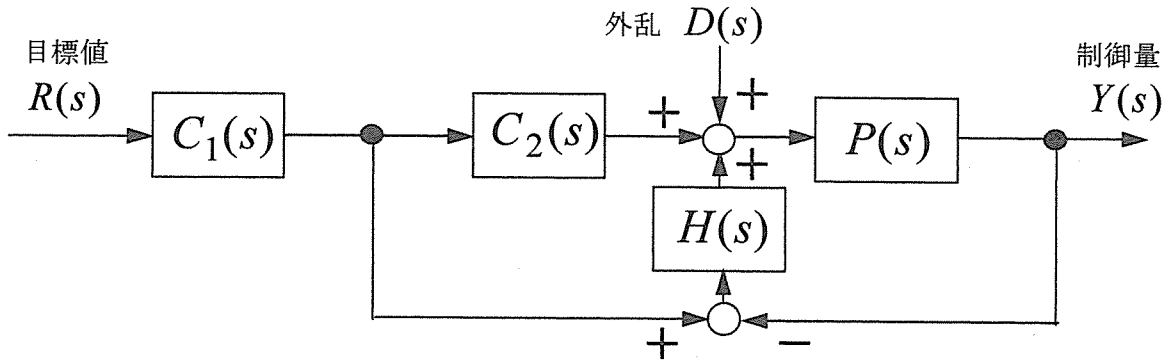 目標値
R(s)
C₁(s)
C₂(s)
外乱 D(s)
+
+
+
P(s)
制御量
Y(s)
H(s)
+
−